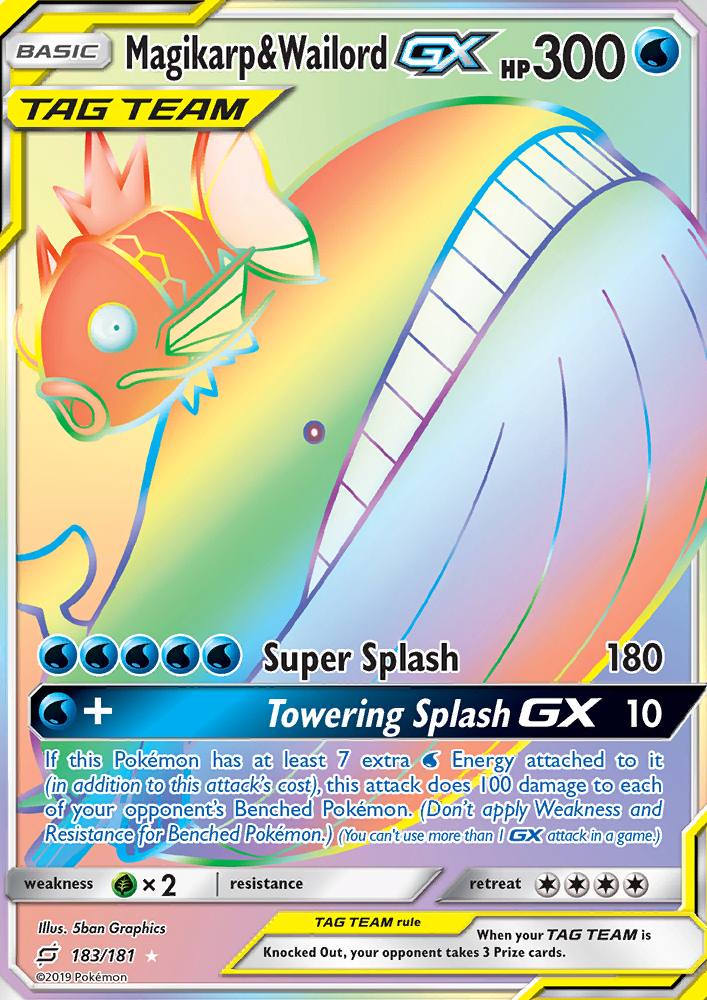 BASIC Magikarp&Wailord GX HP300
TAG TEAM
Super Splash 180
+ Towering Splash GX 10
If this Pokémon has at least 7 extra Energy attached to it
(in addition to this attack's cost), this attack does 100 damage to each
of your opponent's Benched Pokémon. (Don't apply Weakness and
Resistance for Benched Pokémon.) (You can't use more than 1 GX attack in a game.)
weakness ×2 resistance retreat
Illus. 5ban Graphics
183/181
©2019 Pokémon
TAG TEAM rule
When your TAG TEAM is
Knocked Out, your opponent takes 3 Prize cards.